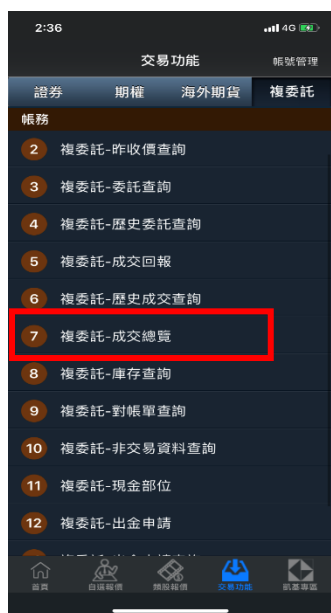 2:36
4G
交易功能
帳號管理
證券 期權 海外期貨 複委託
帳務
2 複委託-昨收價查詢
3 複委託-委託查詢
4 複委託-歷史委託查詢
5 複委託-成交回報
6 複委託-歷史成交查詢
7 複委託-成交總覽
8 複委託-庫存查詢
9 複委託-對帳單查詢
10 複委託-非交易資料查詢
11 複委託-現金部位
12 複委託-出金申請
首頁 自選報價 類股報價 交易功能 凱基專區